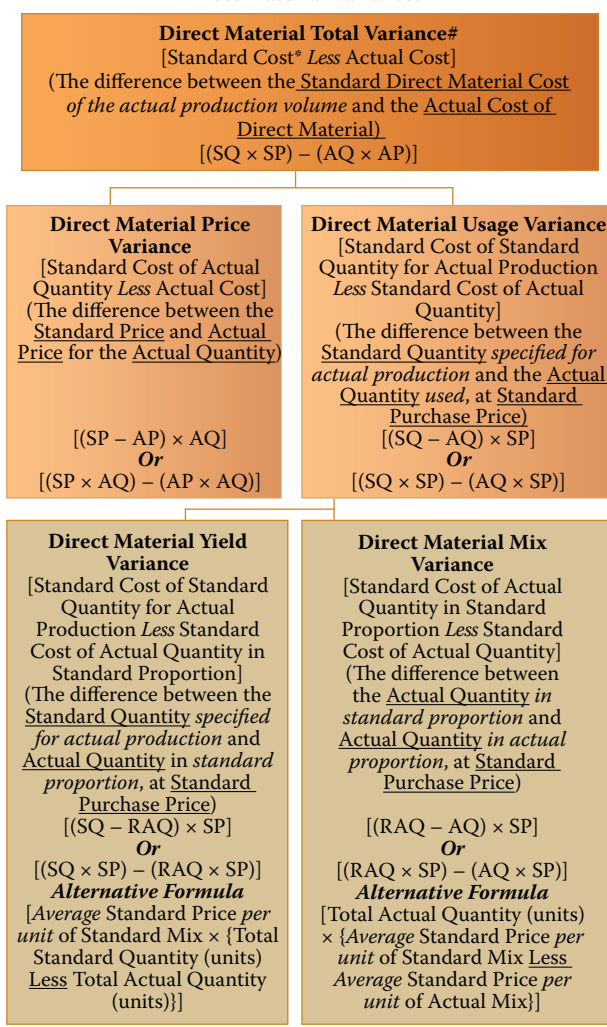 Direct Material Total Variance#
[Standard Cost* Less Actual Cost]
(The difference between the Standard Direct Material Cost
of the actual production volume and the Actual Cost of
Direct Material)
[(SQ × SP) – (AQ × AP)]
Direct Material Price
Variance
[Standard Cost of Actual
Quantity Less Actual Cost]
(The difference between the
Standard Price and Actual
Price for the Actual Quantity)
[(SP – AP) × AQ]
Or
[(SP × AQ) – (AP × AQ)]
Direct Material Usage Variance
[Standard Cost of Standard
Quantity for Actual Production
Less Standard Cost of Actual
Quantity]
(The difference between the
Standard Quantity specified for
actual production and the Actual
Quantity used, at Standard
Purchase Price)
[(SQ – AQ) × SP]
Or
[(SQ × SP) – (AQ × SP)]
Direct Material Yield
Variance
[Standard Cost of Standard
Quantity for Actual
Production Less Standard
Cost of Actual Quantity in
Standard Proportion]
(The difference between the
Standard Quantity specified
for actual production and
Actual Quantity in standard
proportion, at Standard
Purchase Price)
[(SQ – RAQ) × SP]
Or
[(SQ × SP) – (RAQ × SP)]
Alternative Formula
[Average Standard Price per
unit of Standard Mix × {Total
Standard Quantity (units)
Less Total Actual Quantity
(units)}]
Direct Material Mix
Variance
[Standard Cost of Actual
Quantity in Standard
Proportion Less Standard
Cost of Actual Quantity]
(The difference between
the Actual Quantity in
standard proportion and
Actual Quantity in actual
proportion, at Standard
Purchase Price)
[(RAQ – AQ) × SP]
Or
[(RAQ × SP) – (AQ × SP)]
Alternative Formula
[Total Actual Quantity (units)
× {Average Standard Price per
unit of Standard Mix Less
Average Standard Price per
unit of Actual Mix}]